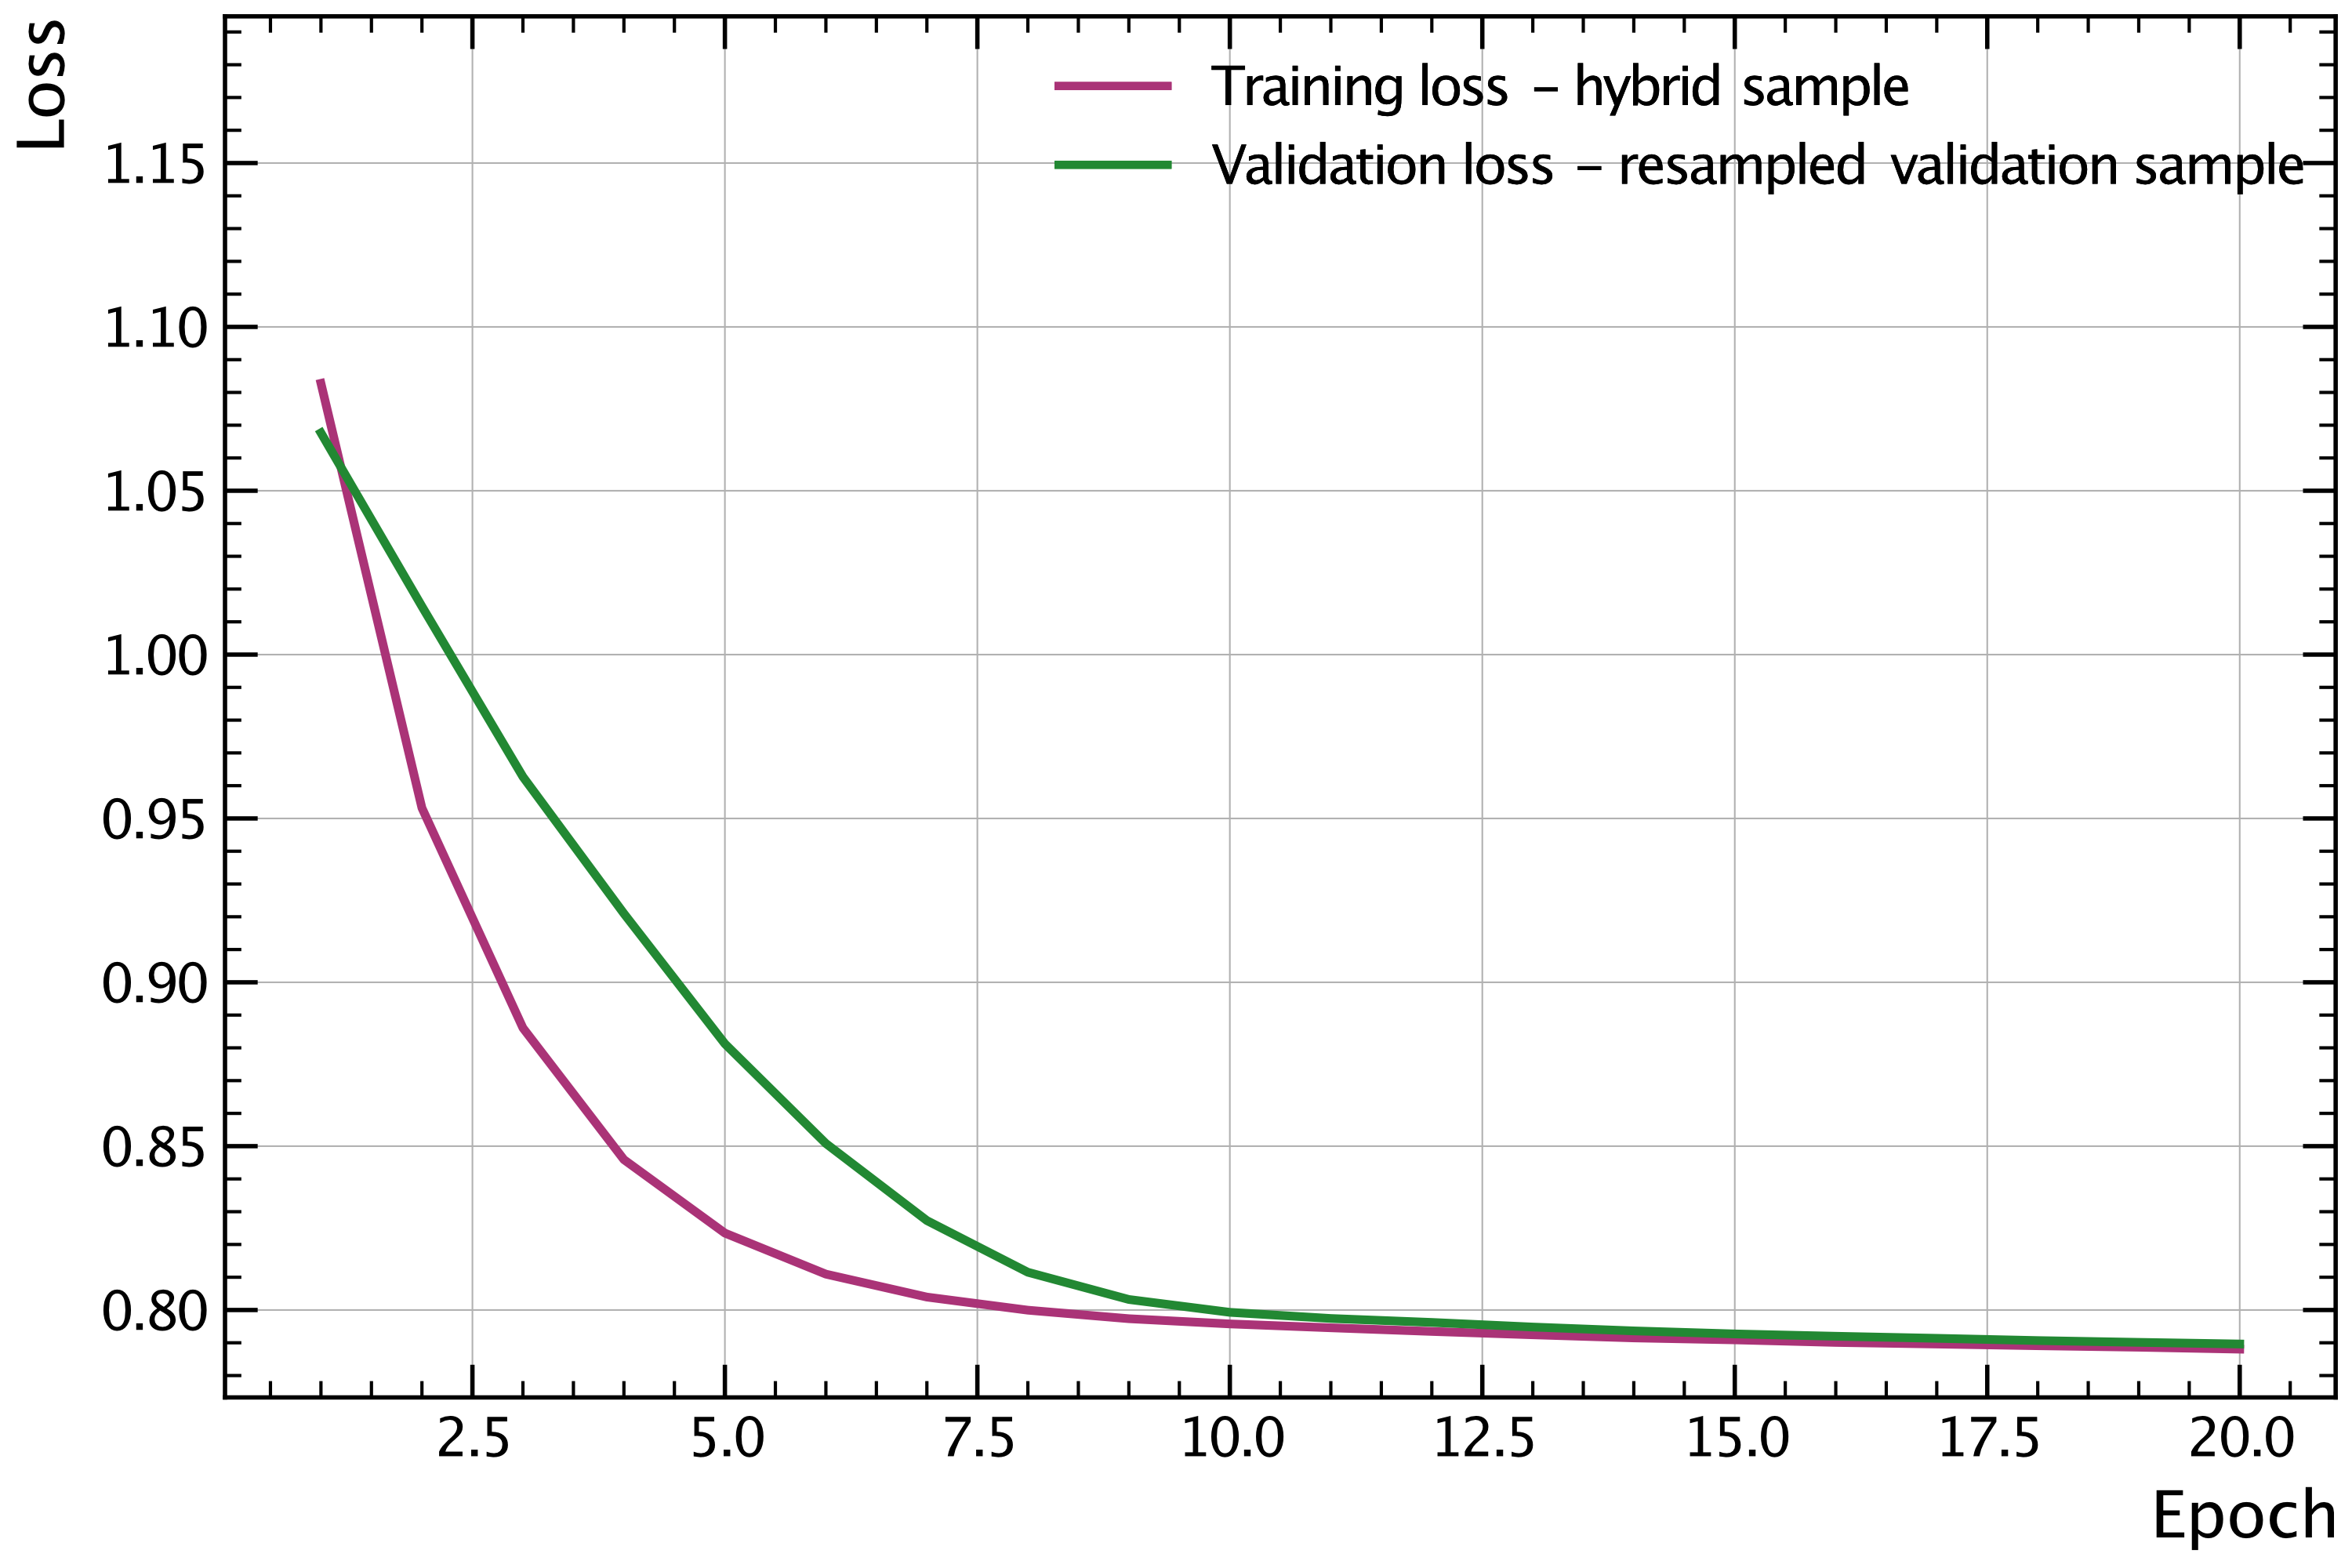 Loss
Training loss – hybrid sample
Validation loss – resampled validation sample
1.15
1.10
1.05
1.00
0.95
0.90
0.85
0.80
2.5 5.0 7.5 10.0 12.5 15.0 17.5 20.0
Epoch